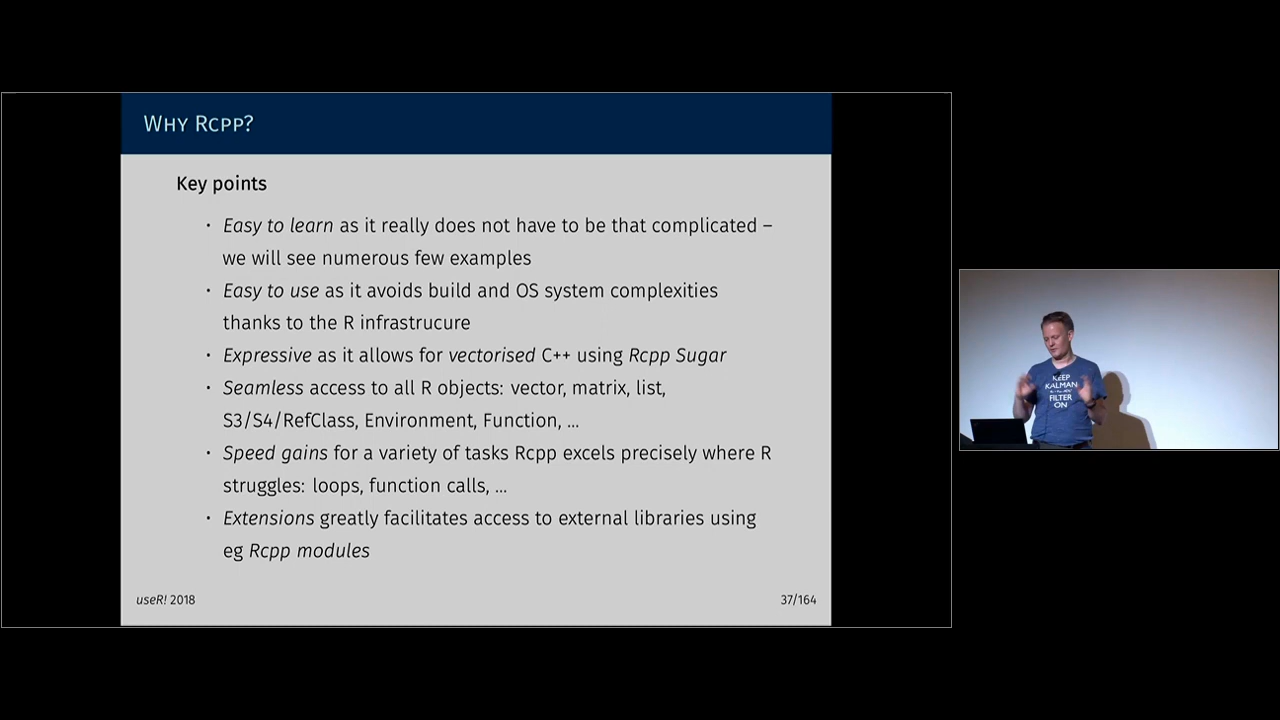 Why Rcpp?
Key points
· Easy to learn as it really does not have to be that complicated –
we will see numerous few examples
· Easy to use as it avoids build and OS system complexities
thanks to the R infrastrucure
· Expressive as it allows for vectorised C++ using Rcpp Sugar
· Seamless access to all R objects: vector, matrix, list,
S3/S4/RefClass, Environment, Function, ...
· Speed gains for a variety of tasks Rcpp excels precisely where R
struggles: loops, function calls, ...
· Extensions greatly facilitates access to external libraries using
eg Rcpp modules
useR! 2018
37/164
KEEP
KALMAN
FILTER
ON